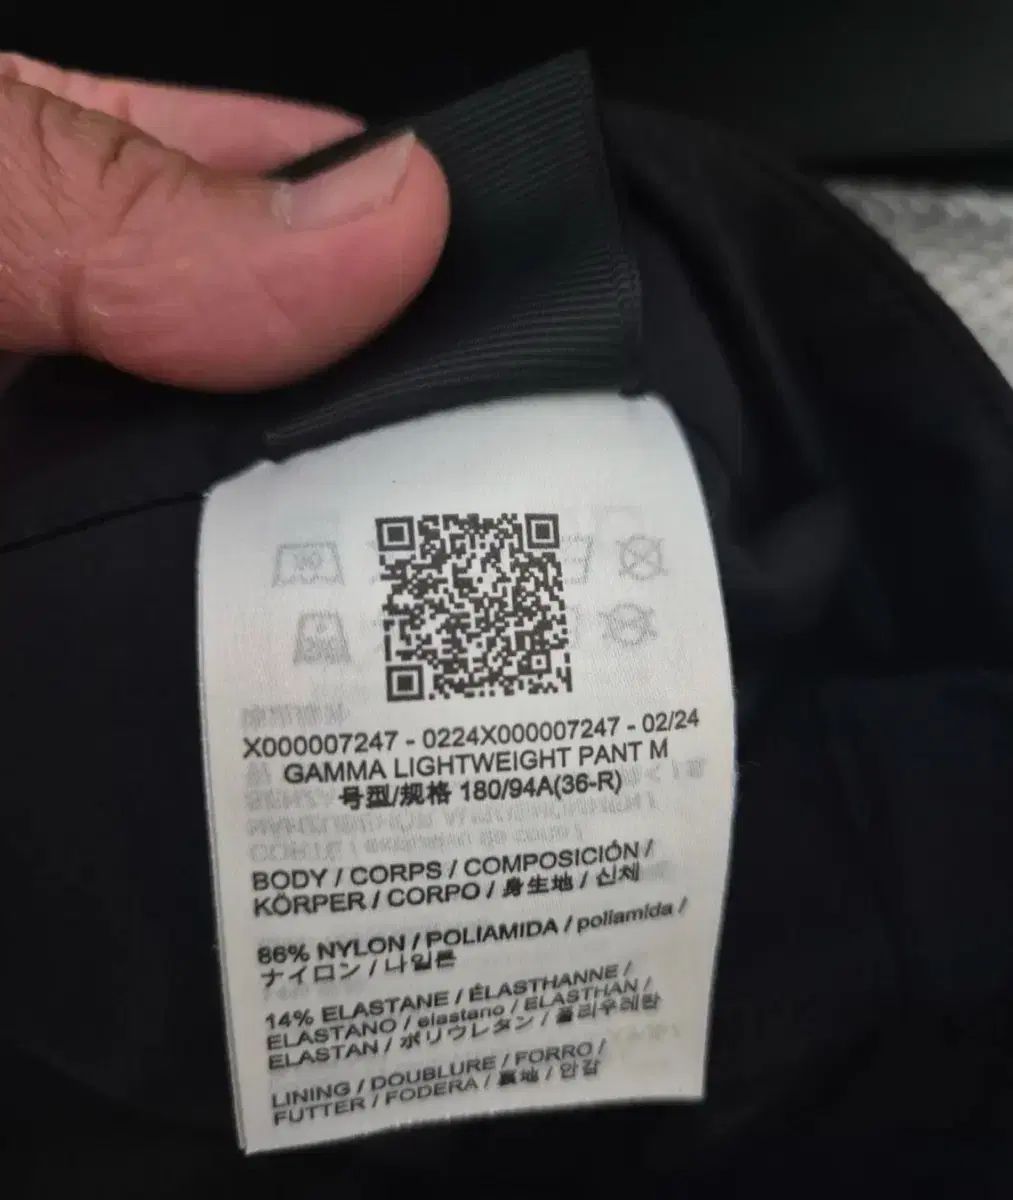 X000007247 - 0224X000007247 - 02/24
GAMMA LIGHTWEIGHT PANT M
号型/规格 180/94A(36-R)
BODY / CORPS / COMPOSICIÓN /
KÖRPER / CORPO / 身生地 / 신체
86% NYLON / POLIAMIDA / poliamida /
ナイロン / 나일론
14% ELASTANE / ÉLASTHANNE /
ELASTANO / elastano / ELASTHAN /
ELASTAN / ポリウレタン / 폴리우레탄
LINING / DOUBLURE / FORRO /
FUTTER / FODERA / 裏地 / 안감